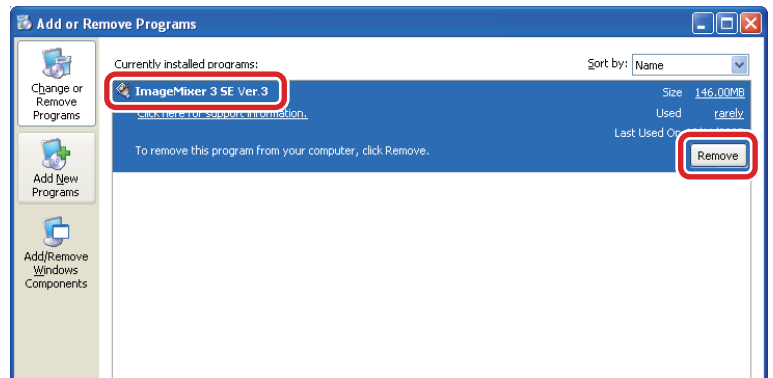 Add or Remove Programs
Change or
Remove
Programs
Add New
Programs
Add/Remove
Windows
Components
Currently installed programs:
Sort by: Name
ImageMixer 3 SE Ver.3
Size 146.00MB
Click here for support information.
Used rarely
Last Used On
To remove this program from your computer, click Remove.
Remove